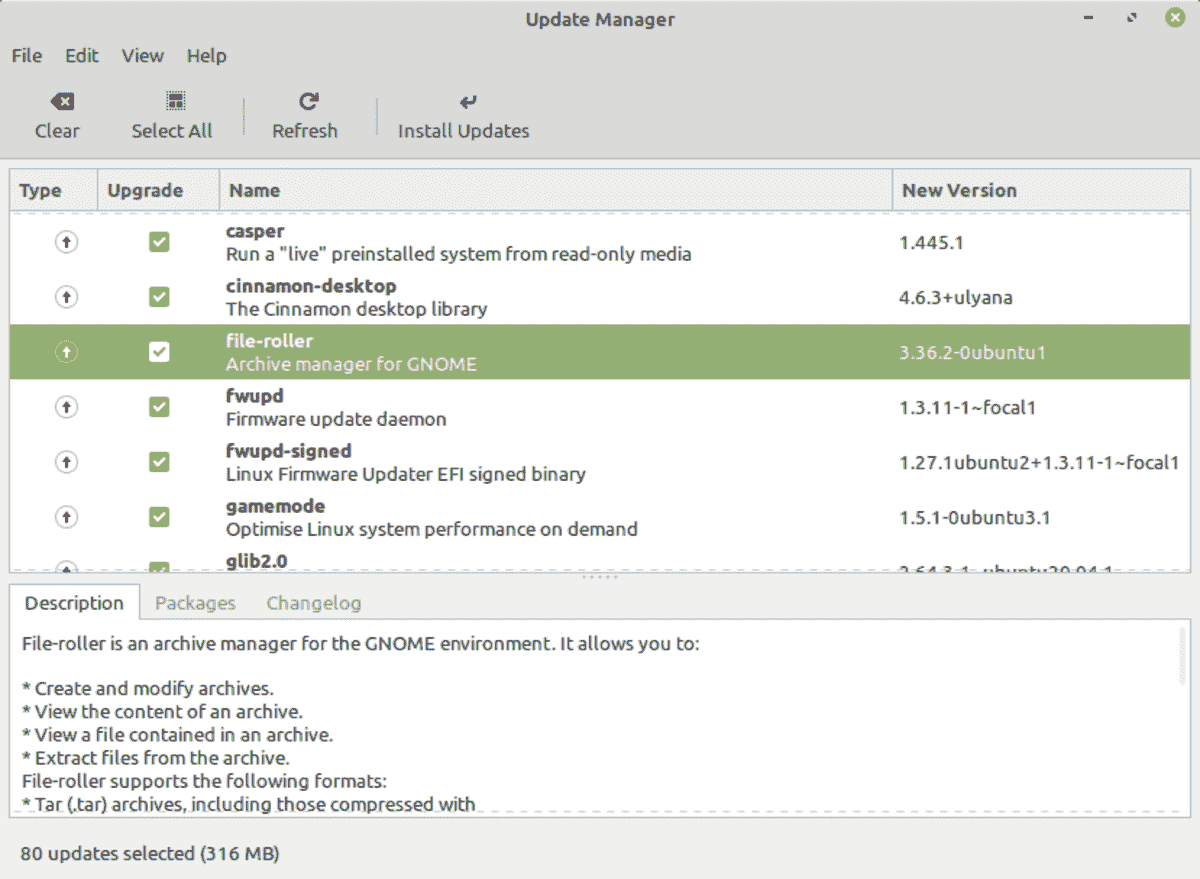 Update Manager
File Edit View Help
Clear Select All Refresh Install Updates
Type Upgrade Name New Version
casper
Run a "live" preinstalled system from read-only media
1.445.1
cinnamon-desktop
The Cinnamon desktop library
4.6.3+ulyana
file-roller
Archive manager for GNOME
3.36.2-0ubuntu1
fwupd
Firmware update daemon
1.3.11-1~focal1
fwupd-signed
Linux Firmware Updater EFI signed binary
1.27.1ubuntu2+1.3.11-1~focal1
gamemode
Optimise Linux system performance on demand
1.5.1-0ubuntu3.1
glib2.0
Description Packages Changelog
File-roller is an archive manager for the GNOME environment. It allows you to:
* Create and modify archives.
* View the content of an archive.
* View a file contained in an archive.
* Extract files from the archive.
File-roller supports the following formats:
* Tar (.tar) archives, including those compressed with
80 updates selected (316 MB)